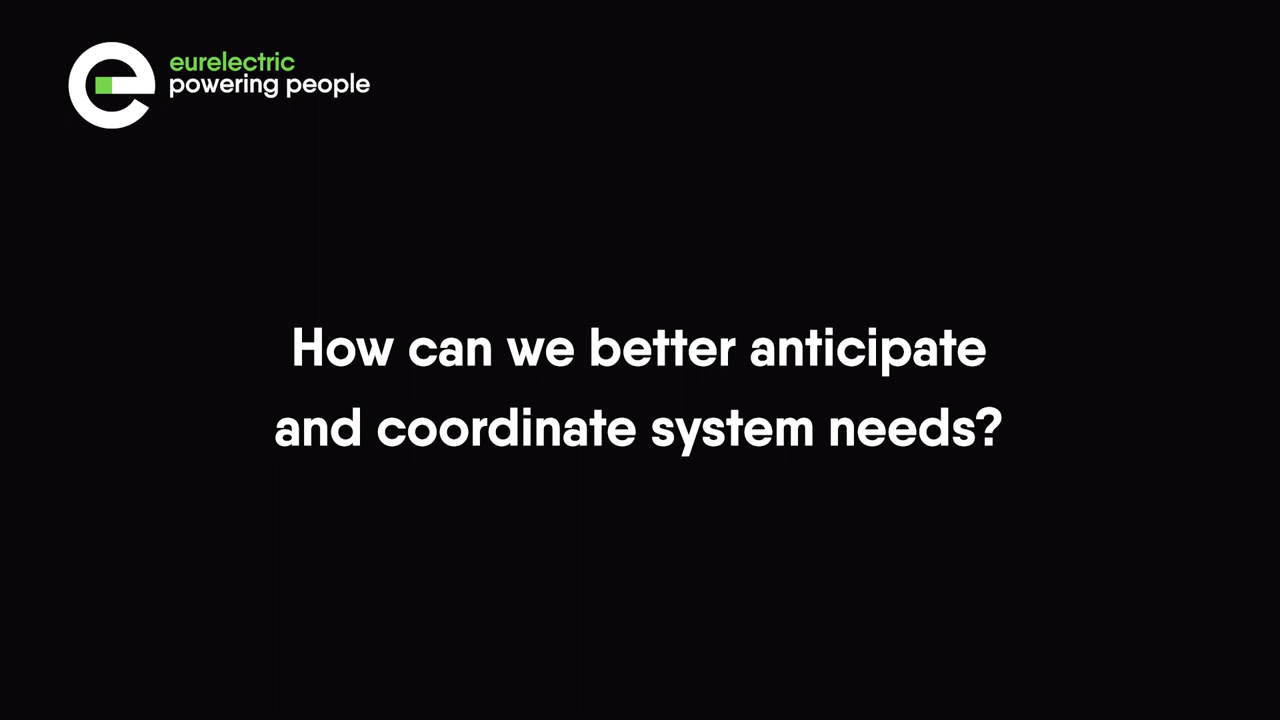 eurelectric
powering people
How can we better anticipate
and coordinate system needs?